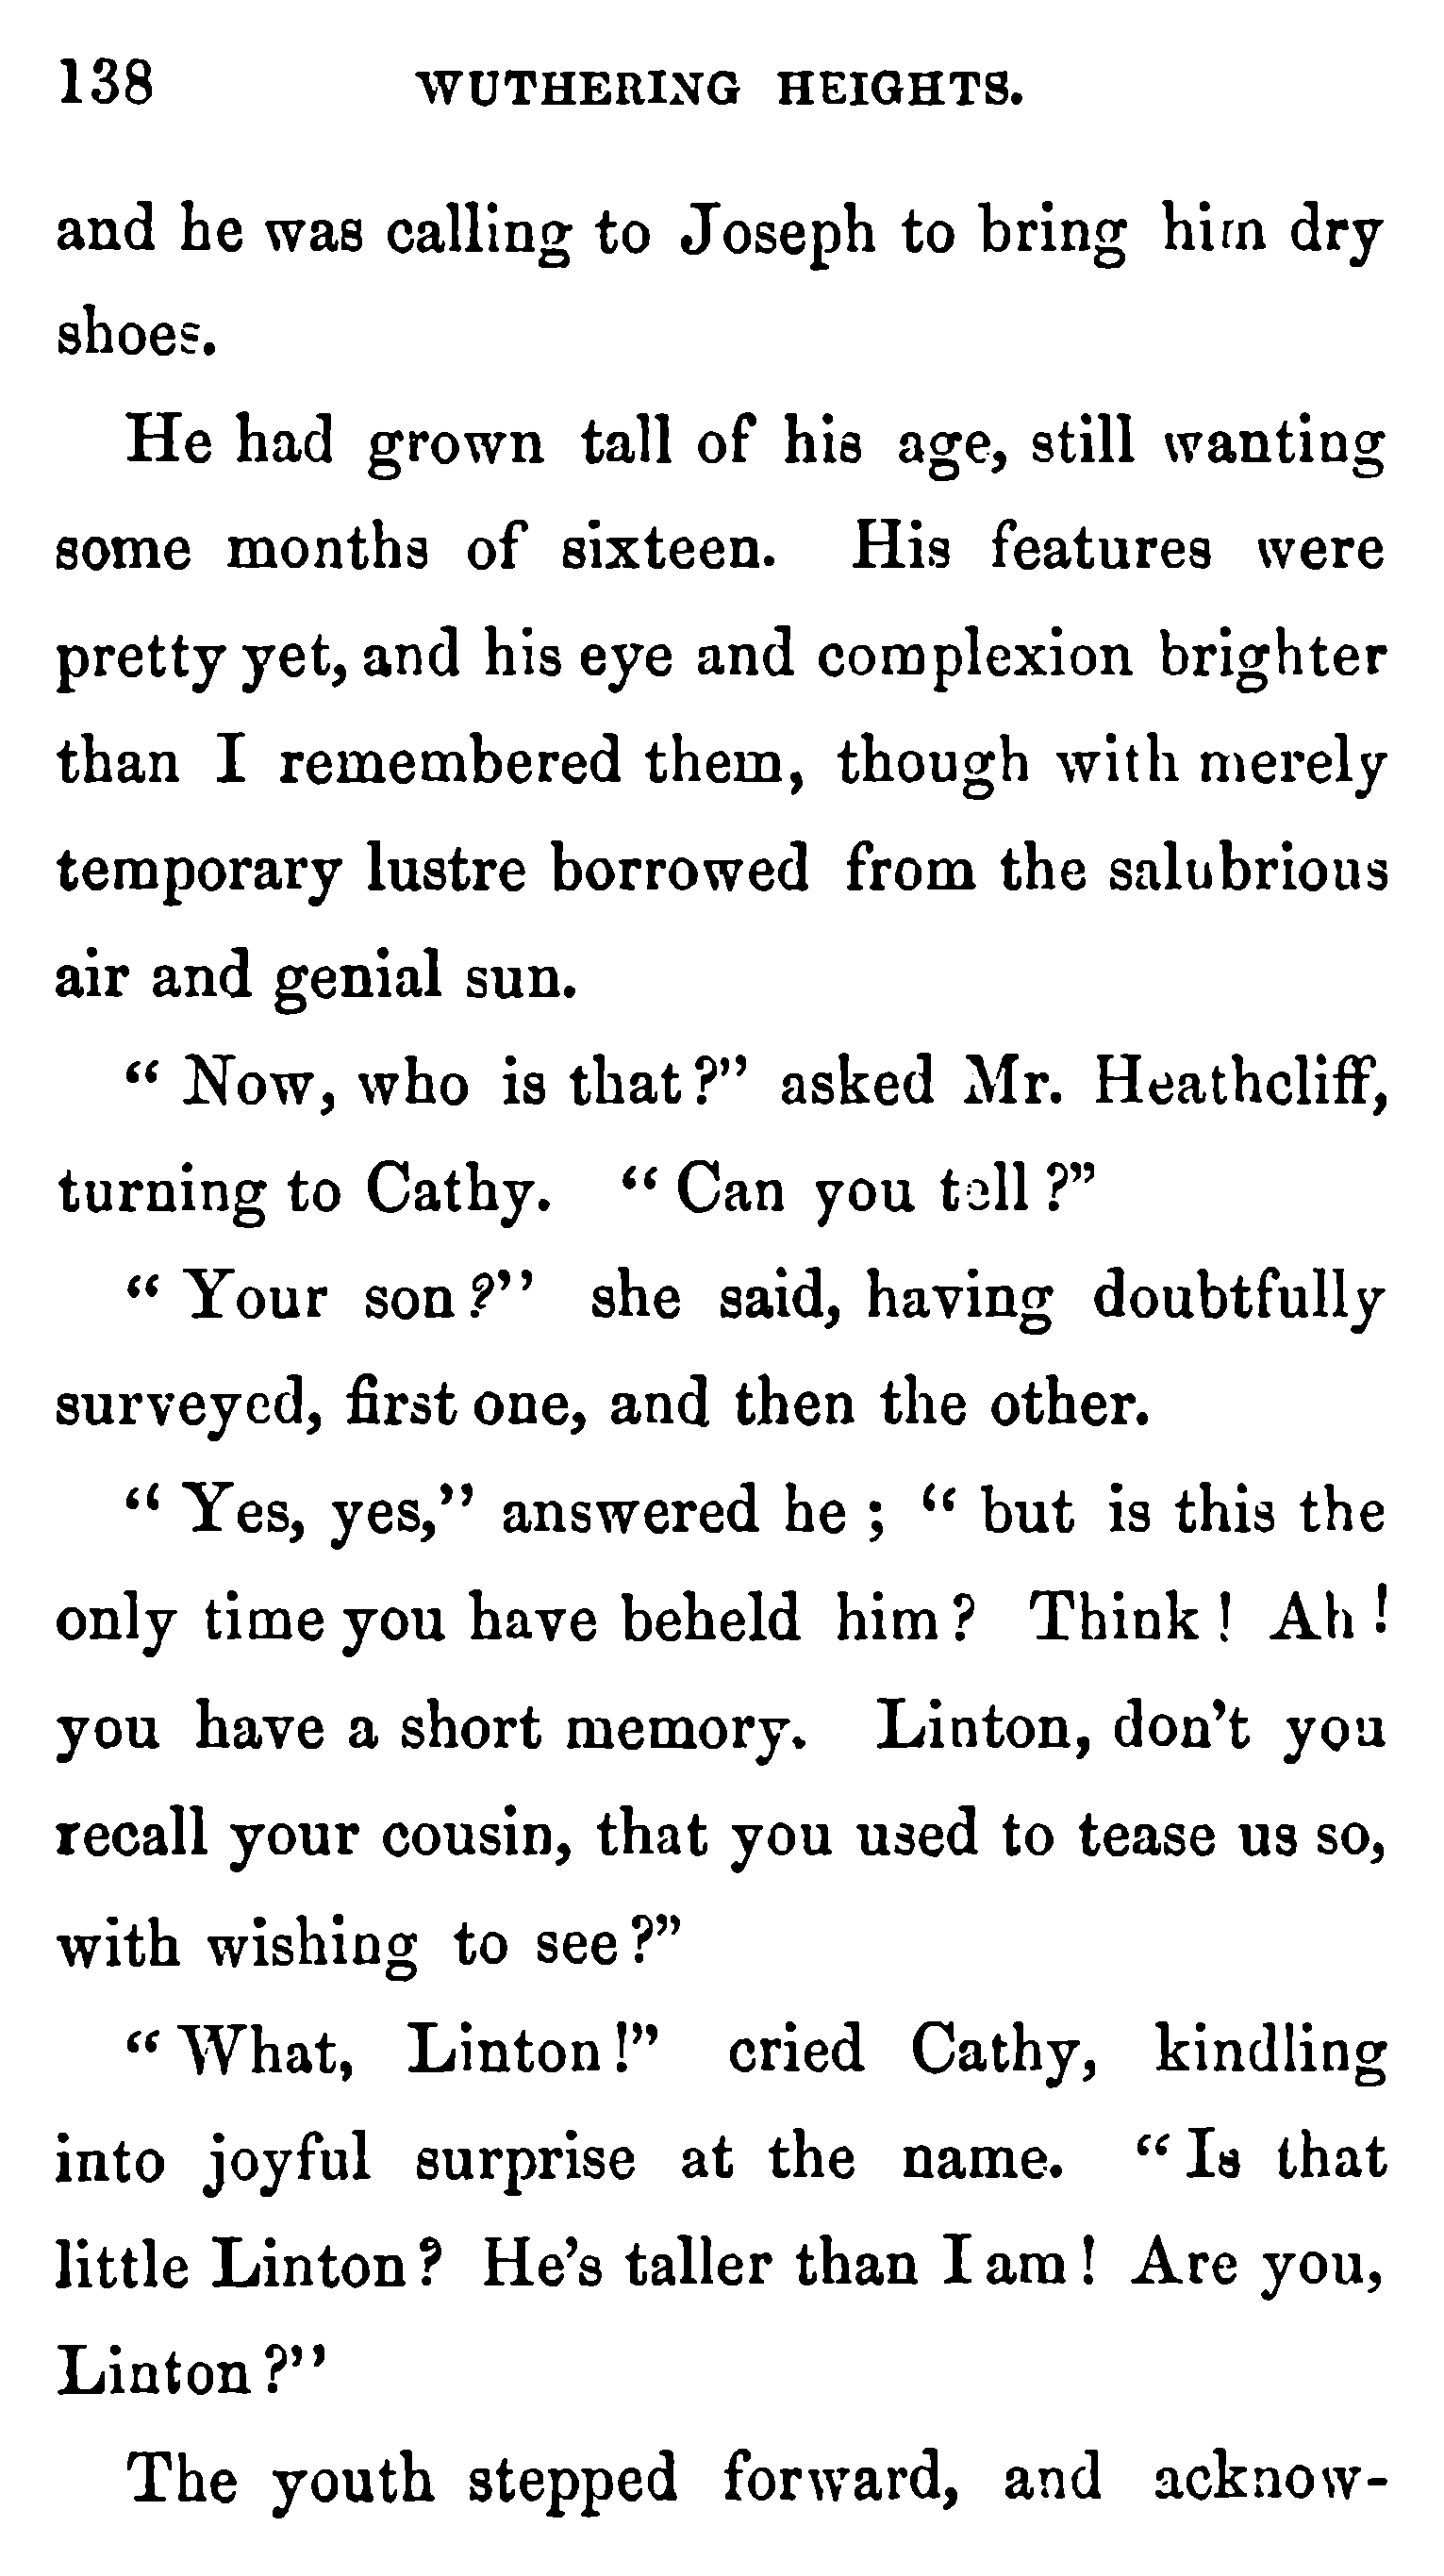 138 WUTHERING HEIGHTS.
and he was calling to Joseph to bring him dry
shoes.
He had grown tall of his age, still wanting
some months of sixteen. His features were
pretty yet, and his eye and complexion brighter
than I remembered them, though with merely
temporary lustre borrowed from the salubrious
air and genial sun.
“ Now, who is that?” asked Mr. Heathcliff,
turning to Cathy. “ Can you tell ?”
“ Your son?” she said, having doubtfully
surveyed, first one, and then the other.
“ Yes, yes,” answered he ; “ but is this the
only time you have beheld him? Think ! Ah !
you have a short memory. Linton, don’t you
recall your cousin, that you used to tease us so,
with wishing to see?”
“ What, Linton!” cried Cathy, kindling
into joyful surprise at the name. “ Is that
little Linton? He’s taller than I am! Are you,
Linton?”
The youth stepped forward, and acknow-